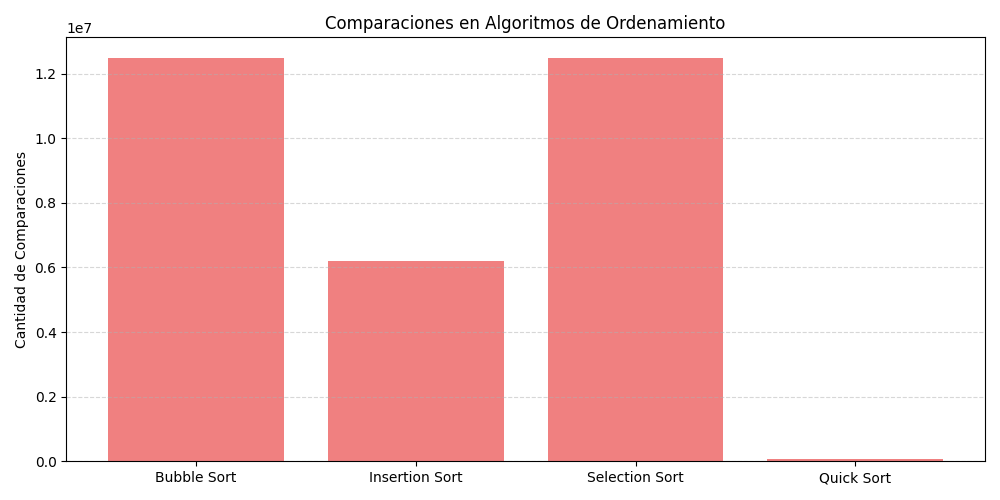 Comparaciones en Algoritmos de Ordenamiento
1e7
Cantidad de Comparaciones
1.2
1.0
0.8
0.6
0.4
0.2
0.0
Bubble Sort
Insertion Sort
Selection Sort
Quick Sort